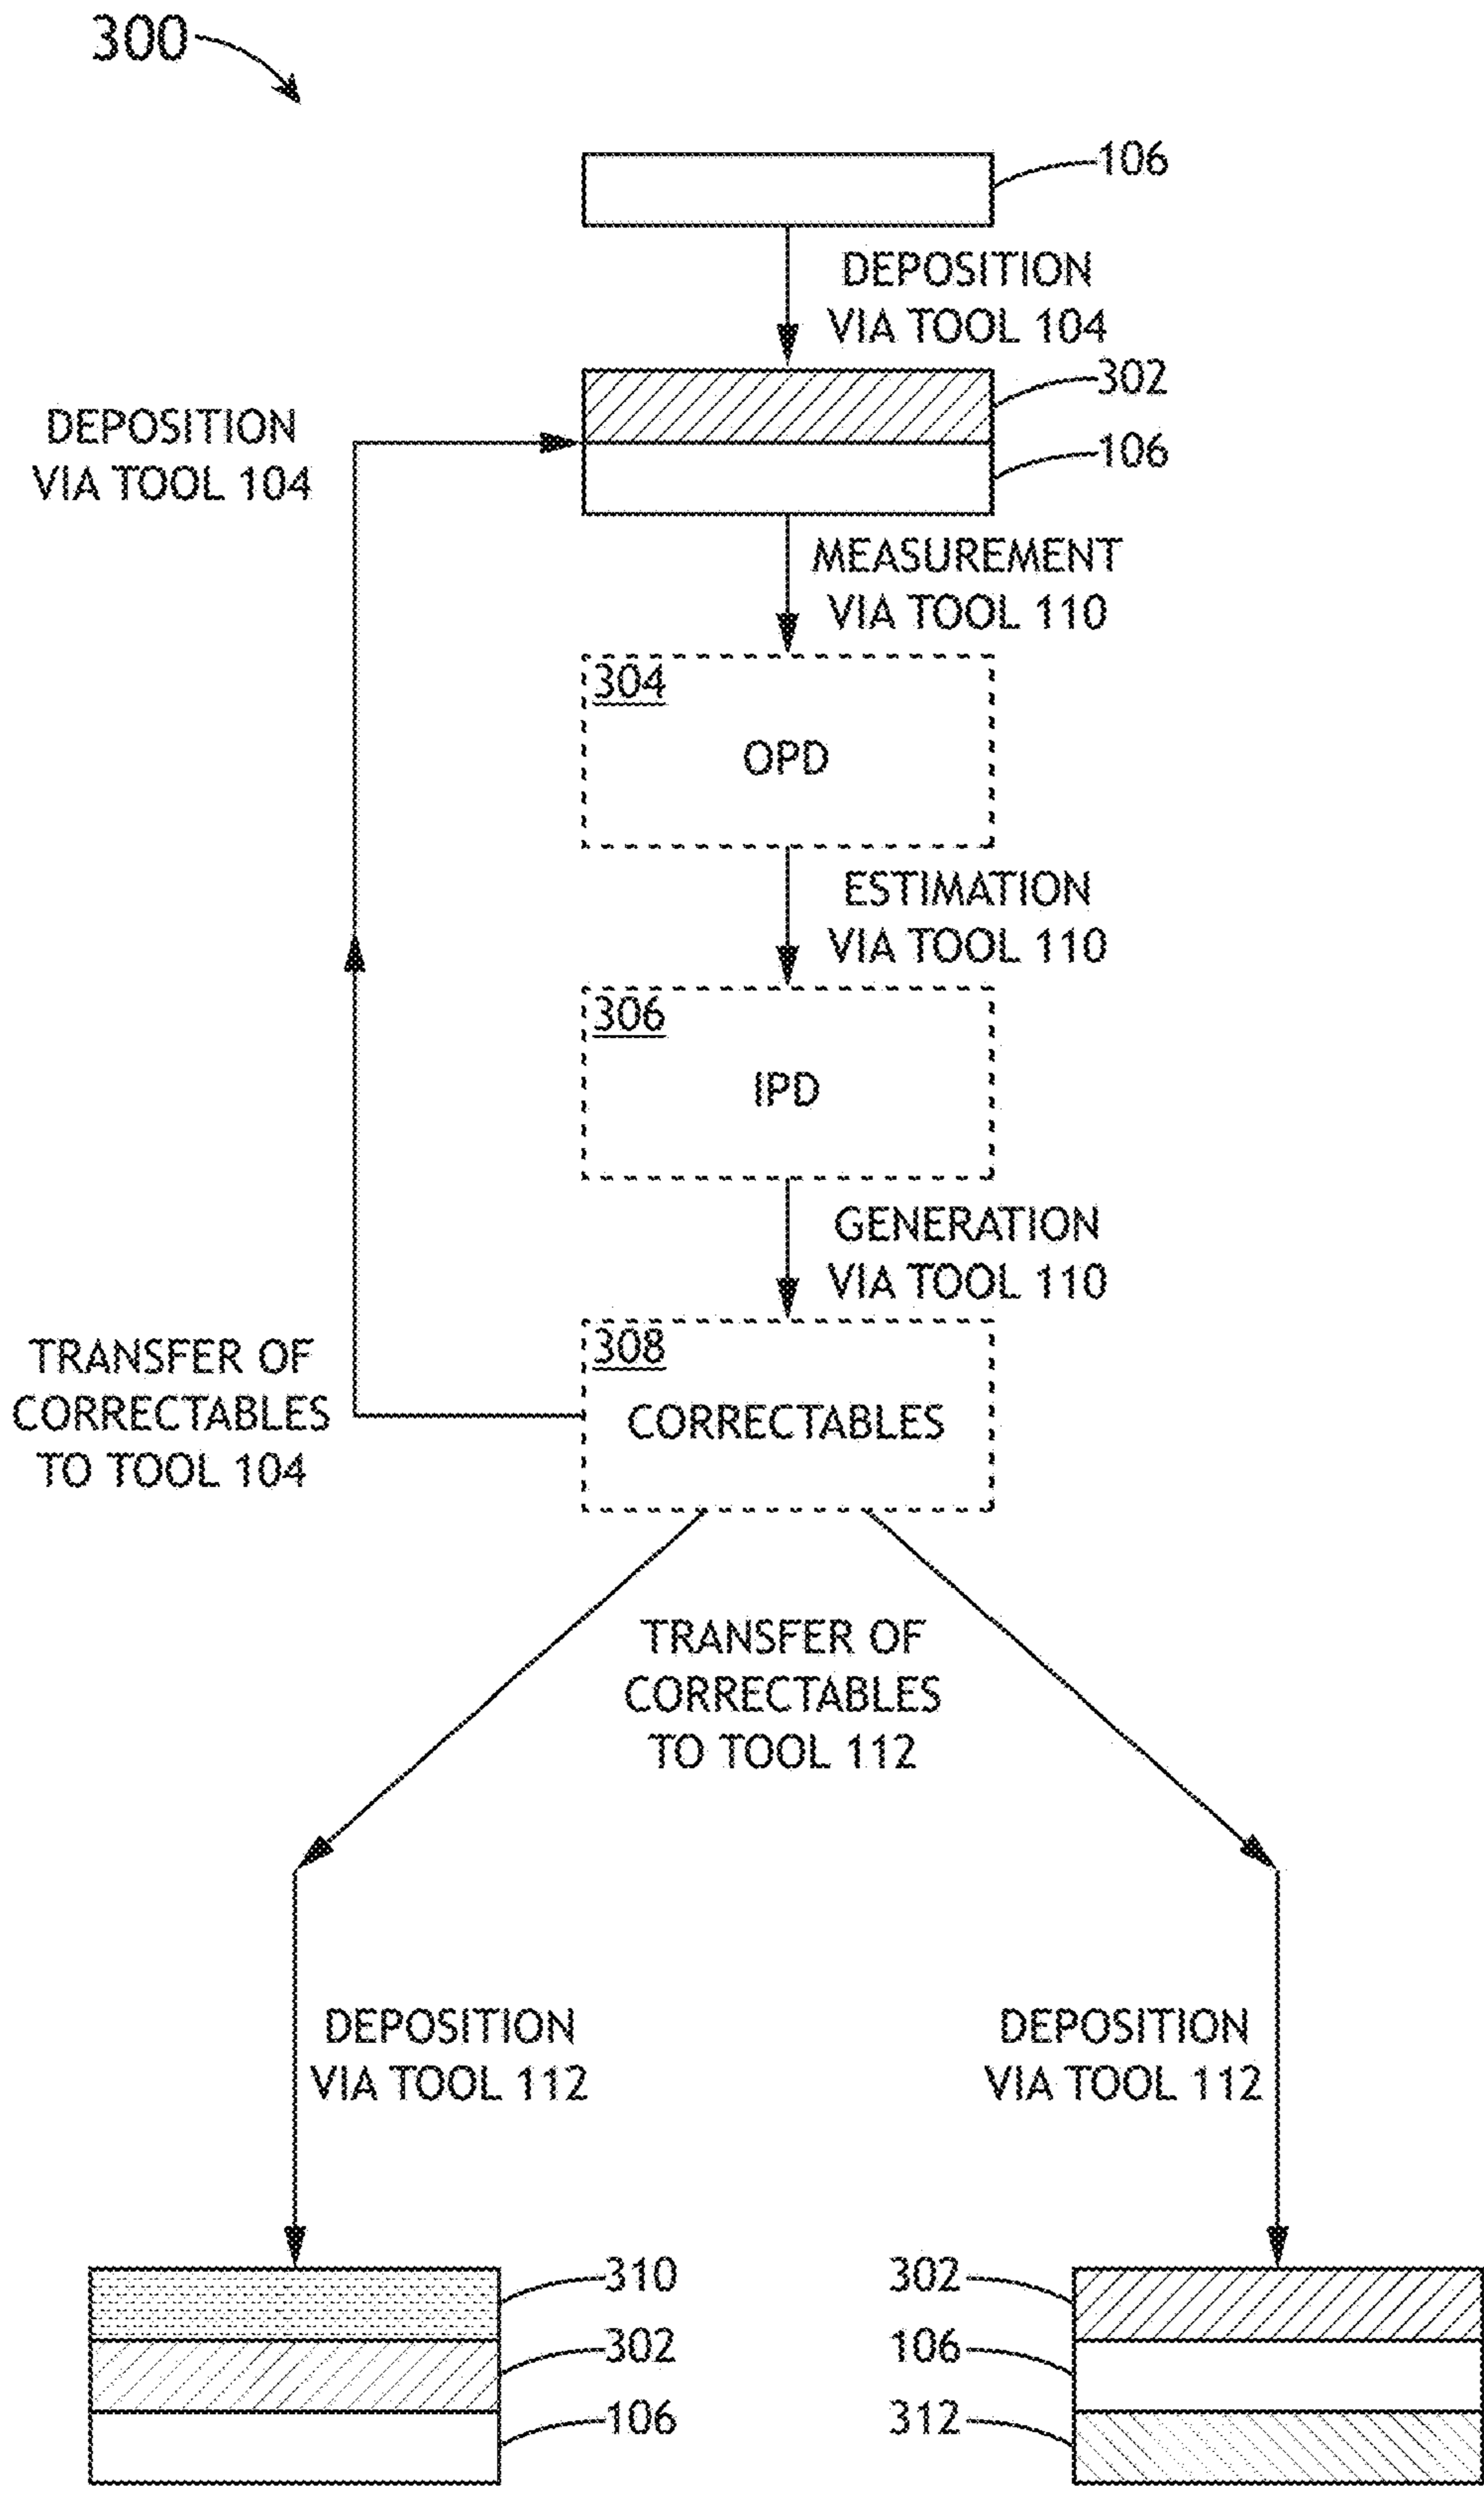 300
106
DEPOSITION
VIA TOOL 104
302
106
DEPOSITION
VIA TOOL 104
MEASUREMENT
VIA TOOL 110
304
OPD
ESTIMATION
VIA TOOL 110
306
IPD
GENERATION
VIA TOOL 110
308
CORRECTABLES
TRANSFER OF
CORRECTABLES
TO TOOL 104
TRANSFER OF
CORRECTABLES
TO TOOL 112
DEPOSITION
VIA TOOL 112
DEPOSITION
VIA TOOL 112
310
302
106
302
106
312